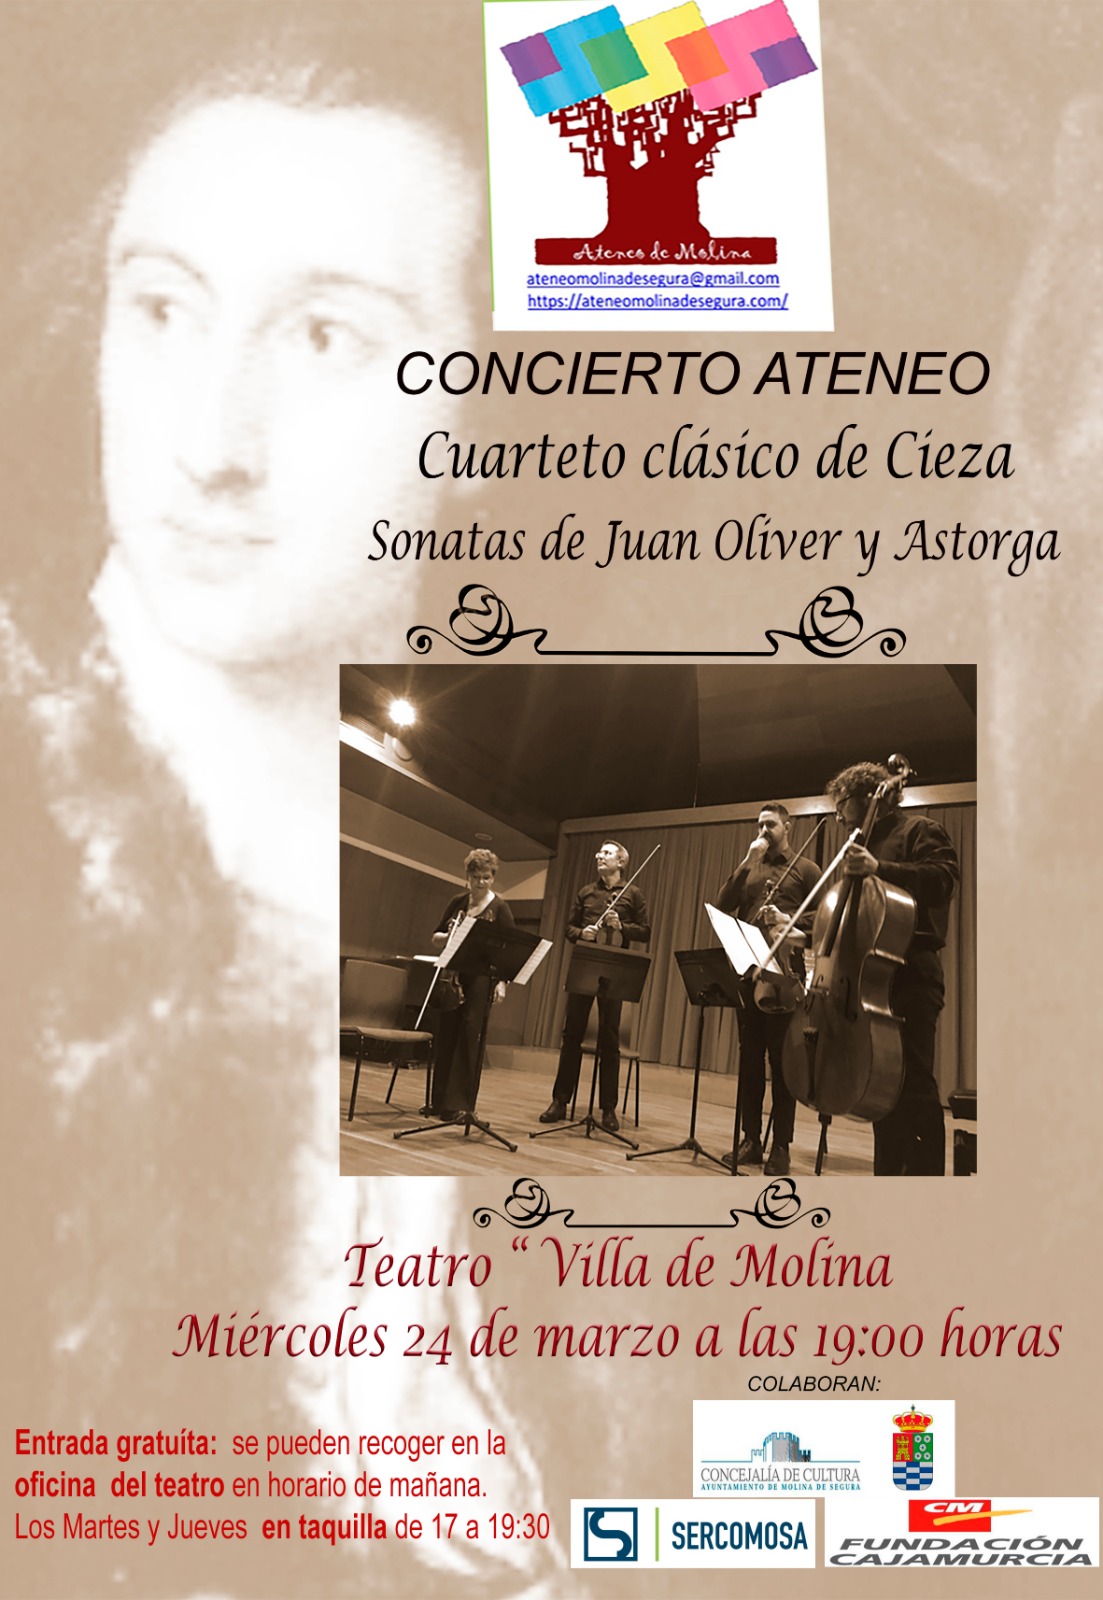 Ateneo de Molina
ateneomolinadesegura@gmail.com
https://ateneomolinadesegura.com/
CONCIERTO ATENEO
Cuarteto clásico de Cieza
Sonatas de Juan Oliver y Astorga
Teatro “ Villa de Molina
Miércoles 24 de marzo a las 19:00 horas
COLABORAN:
Entrada gratuíta: se pueden recoger en la
oficina del teatro en horario de mañana.
Los Martes y Jueves en taquilla de 17 a 19:30
CONCEJALÍA DE CULTURA
AYUNTAMIENTO DE MOLINA DE SEGURA
S SERCOMOSA
CM
FUNDACIÓN
CAJAMURCIA